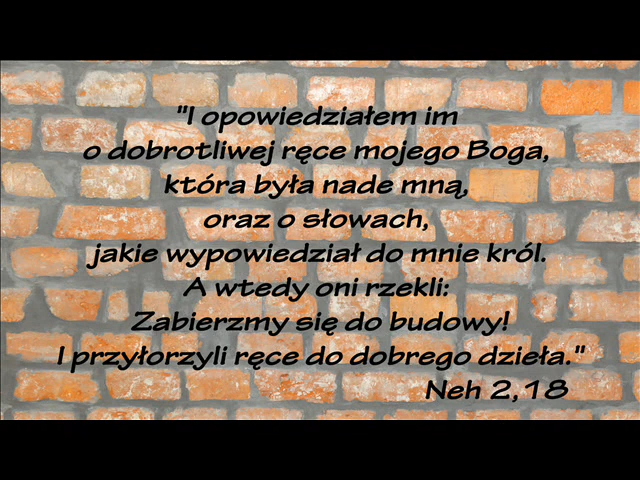 "I opowiedziałem im
o dobrotliwej ręce mojego Boga,
która była nade mną,
oraz o słowach,
jakie wypowiedział do mnie król.
A wtedy oni rzekli:
Zabierzmy się do budowy!
I przyłorzyli ręce do dobrego dzieła."
Neh 2,18